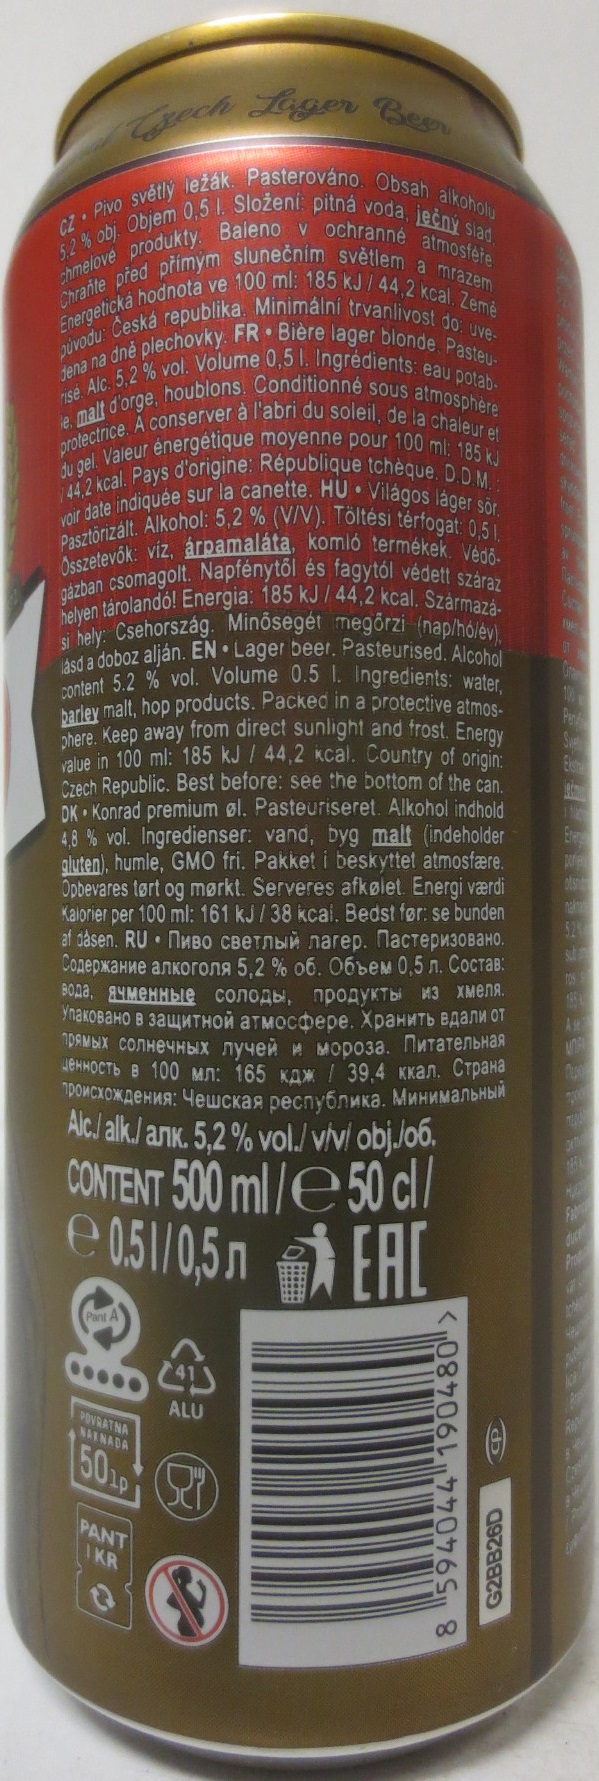 Czech Lager Beer
CZ • Pivo světlý ležák. Pasterováno. Obsah alkoholu
5,2 % obj. Objem 0,5 l. Složení: pitná voda, ječný slad,
chmelové produkty. Baleno v ochranné atmosféře.
Chraňte před přímým slunečním světlem a mrazem.
Energetická hodnota ve 100 ml: 185 kJ / 44,2 kcal. Země
původu: Česká republika. Minimální trvanlivost do: uve-
dena na dně plechovky. FR • Bière lager blonde. Pasteu-
risé. Alc. 5,2 % vol. Volume 0,5 l. Ingrédients: eau potab-
le, malt d'orge, houblons. Conditionné sous atmosphère
protectrice. À conserver à l'abri du soleil, de la chaleur et
du gel. Valeur énergétique moyenne pour 100 ml: 185 kJ
/ 44,2 kcal. Pays d'origine: République tchèque. D.D.M.:
voir date indiquée sur la canette. HU • Világos láger sör.
Pasztörizált. Alkohol: 5,2 % (V/V). Töltési térfogat: 0,5 l.
Összetevők: víz, árpamaláta, komló termékek. Védő-
gázban csomagolt. Napfénytől és fagytól védett száraz
helyen tárolandó! Energia: 185 kJ / 44,2 kcal. Származá-
si hely: Csehország. Minőségét megőrzi (nap/hó/év),
lásd a doboz alján. EN • Lager beer. Pasteurised. Alcohol
content 5.2 % vol. Volume 0.5 l. Ingredients: water,
barley malt, hop products. Packed in a protective atmos-
phere. Keep away from direct sunlight and frost. Energy
value in 100 ml: 185 kJ / 44,2 kcal. Country of origin:
Czech Republic. Best before: see the bottom of the can.
DK • Konrad premium øl. Pasteuriseret. Alkohol indhold
4,8 % vol. Ingredienser: vand, byg malt (indeholder
gluten), humle, GMO fri. Pakket i beskyttet atmosfære.
Opbevares tørt og mørkt. Serveres afkølet. Energi værdi
Kalorier per 100 ml: 161 kJ / 38 kcal. Bedst før: se bunden
af dåsen. RU • Пиво светлый лагер. Пастеризовано.
Содержание алкоголя 5,2 % об. Объем 0,5 л. Состав:
вода, ячменные солоды, продукты из хмеля.
Упаковано в защитной атмосфере. Хранить вдали от
прямых солнечных лучей и мороза. Питательная
ценность в 100 мл: 165 кдж / 39,4 ккал. Страна
происхождения: Чешская республика. Минимальный
Alc./ alk./ алк. 5,2 % vol./ v/v/ obj./об.
CONTENT 500 ml / ℮ 50 cl /
℮ 0.5 l / 0,5 л
EAC
Pant A
41
ALU
POVRATNA
NAKNADA
50 lp
PANT
1 KR
8 594044 190480 >
CP
G2BB26D